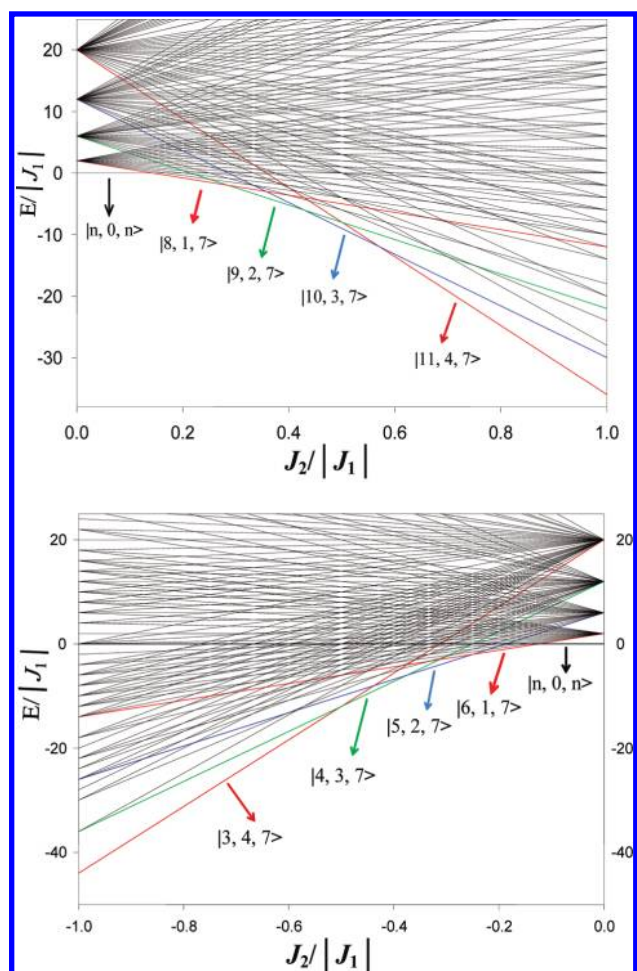 20
10
0
-10
-20
-30
E/|J₁|
|n, 0, n>
|8, 1, 7>
|9, 2, 7>
|10, 3, 7>
|11, 4, 7>
0.0 0.2 0.4 0.6 0.8 1.0
J₂/|J₁|
20 20
0 0
-20 -20
-40 -40
E/|J₁|
|n, 0, n>
|6, 1, 7>
|5, 2, 7>
|4, 3, 7>
|3, 4, 7>
-1.0 -0.8 -0.6 -0.4 -0.2 0.0
J₂/|J₁|